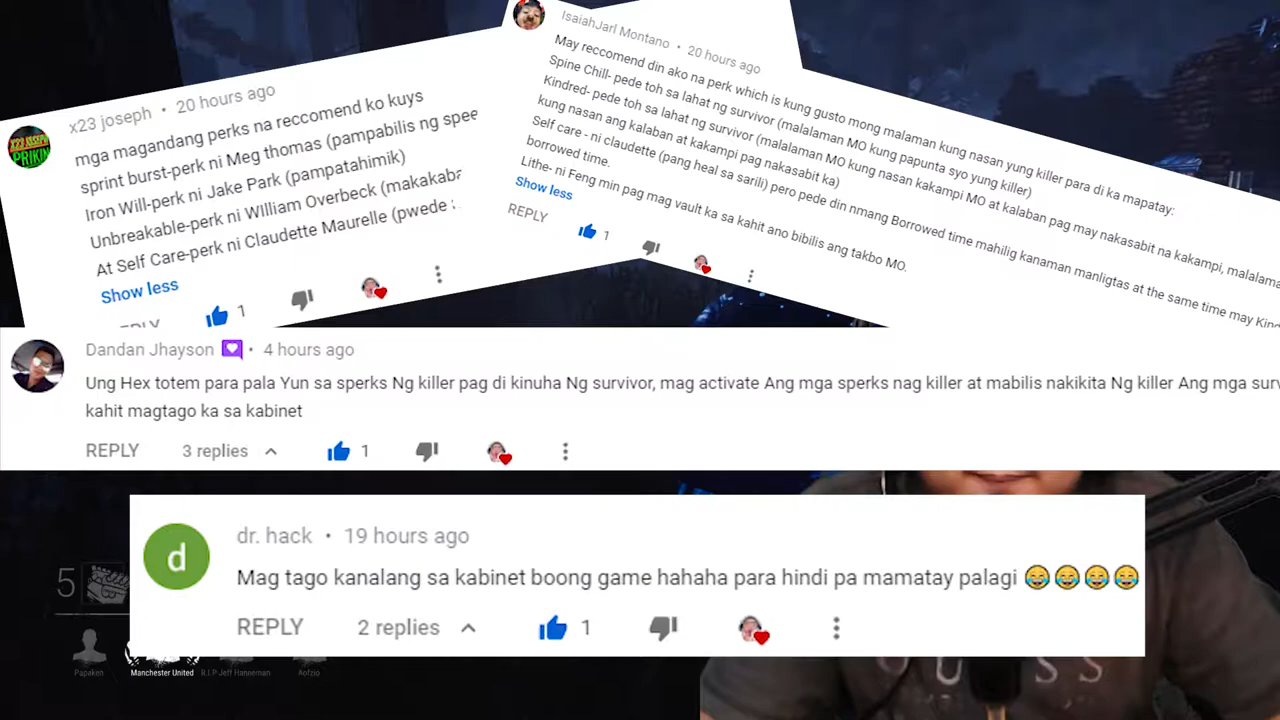 x23 joseph • 20 hours ago
mga magandang perks na reccomend ko kuys
sprint burst-perk ni Meg thomas (pampabilis ng spee
Iron Will-perk ni Jake Park (pampatahimik)
Unbreakable-perk ni WIlliam Overbeck (makakaba
At Self Care-perk ni Claudette Maurelle (pwede
Show less
1
IsaiahJarl Montano • 20 hours ago
May reccomend din ako na perk which is kung gusto mong malaman kung nasan yung killer para di ka mapatay:
Spine Chill- pede toh sa lahat ng survivor (malalaman MO kung papunta syo yung killer)
Kindred- pede toh sa lahat ng survivor (malalaman MO kung nasan kakampi MO at kalaban pag may nakasabit na kakampi, malalama
kung nasan ang kalaban at kakampi pag nakasabit ka)
Self care - ni claudette (pang heal sa sarili) pero pede din nmang Borrowed time mahilig kanaman manligtas at the same time may Kind
borrowed time.
Lithe- ni Feng min pag mag vault ka sa kahit ano bibilis ang takbo MO.
Show less
REPLY 1
Dandan Jhayson • 4 hours ago
Ung Hex totem para pala Yun sa sperks Ng killer pag di kinuha Ng survivor, mag activate Ang mga sperks nag killer at mabilis nakikita Ng killer Ang mga surv
kahit magtago ka sa kabinet
REPLY 3 replies 1
d
dr. hack • 19 hours ago
Mag tago kanalang sa kabinet boong game hahaha para hindi pa mamatay palagi 😂😂😂😂
REPLY 2 replies 1
5
Papaken Manchester United R.I.P Jeff Hanneman Aofzio